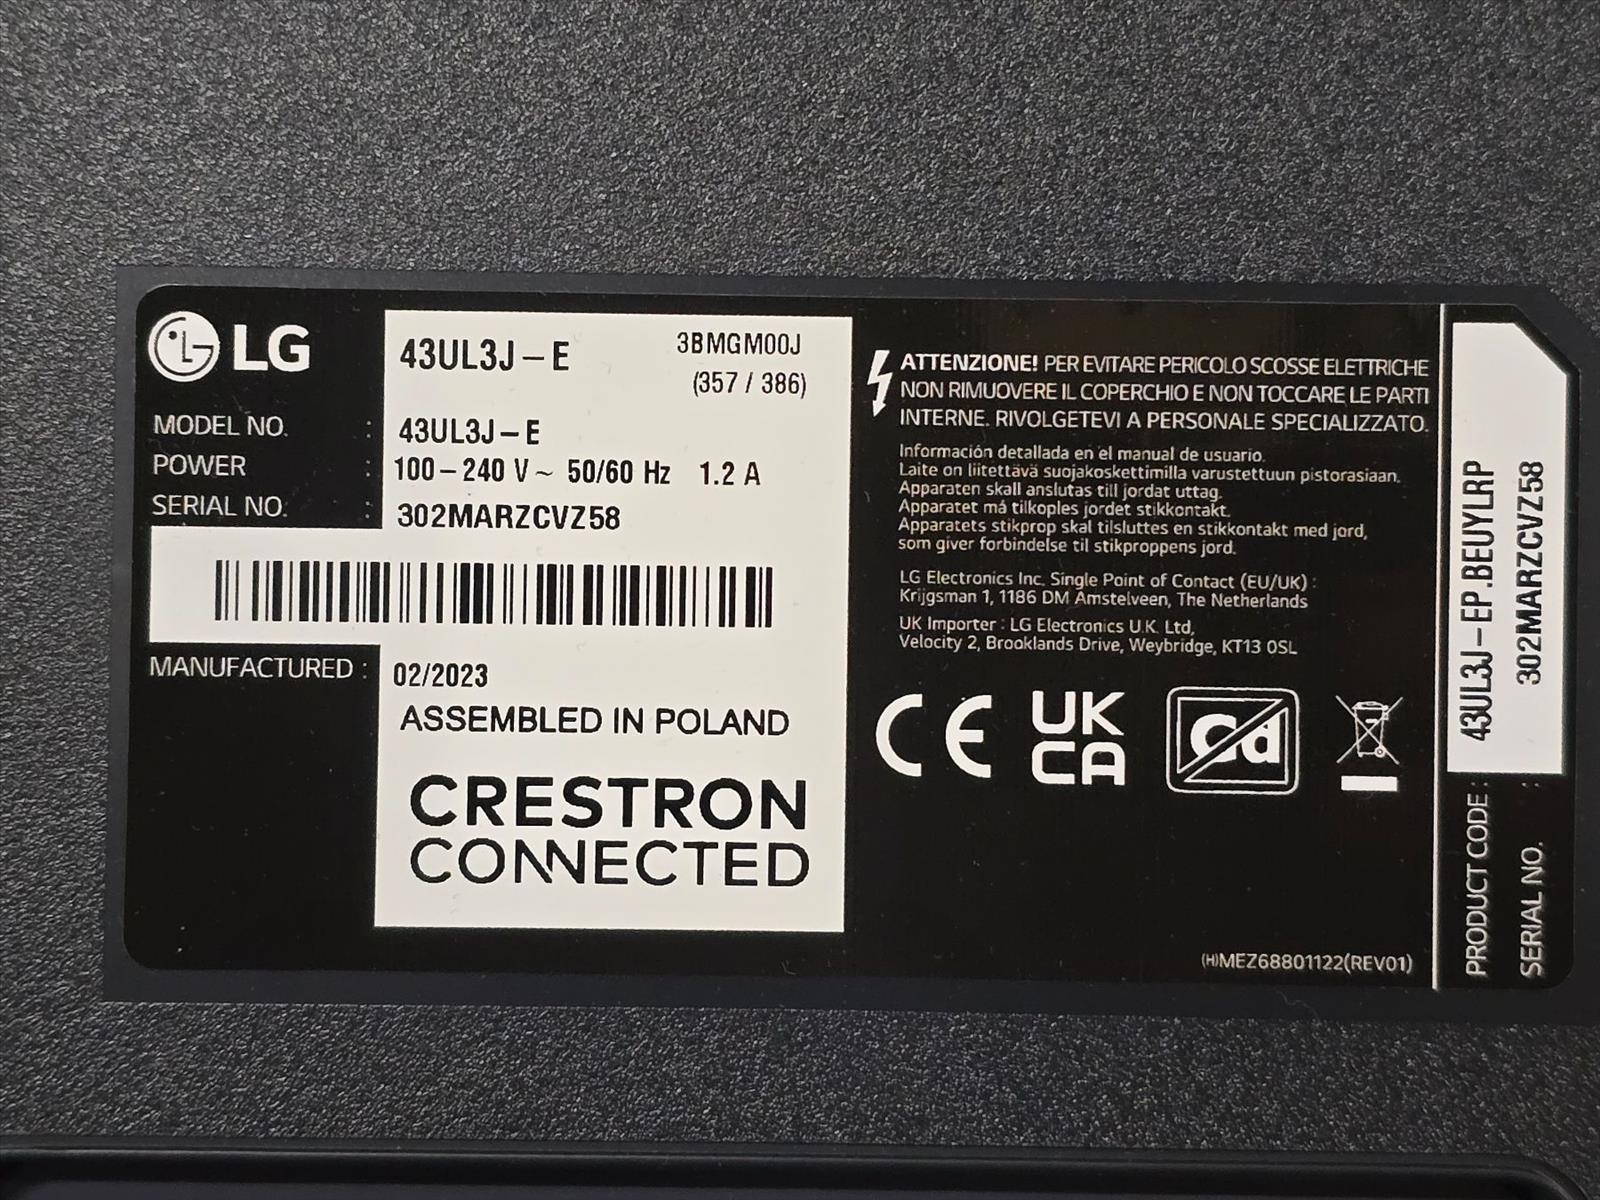 LG
43UL3J-E
3BMGM00J
(357 / 386)
MODEL NO. : 43UL3J-E
POWER : 100-240 V~ 50/60 Hz 1.2 A
SERIAL NO. : 302MARZCVZ58
MANUFACTURED : 02/2023
ASSEMBLED IN POLAND
CRESTRON
CONNECTED
ATTENZIONE! PER EVITARE PERICOLO SCOSSE ELETTRICHE
NON RIMUOVERE IL COPERCHIO E NON TOCCARE LE PARTI
INTERNE. RIVOLGETEVI A PERSONALE SPECIALIZZATO.
Información detallada en el manual de usuario.
Laite on liitettävä suojakoskettimilla varustettuun pistorasiaan.
Apparaten skall anslutas till jordat uttag.
Apparatet må tilkoples jordet stikkontakt.
Apparatets stikprop skal tilsluttes en stikkontakt med jord,
som giver forbindelse til stikproppens jord.
LG Electronics Inc. Single Point of Contact (EU/UK) :
Krijgsman 1, 1186 DM Amstelveen, The Netherlands
UK Importer : LG Electronics U.K. Ltd,
Velocity 2, Brooklands Drive, Weybridge, KT13 0SL
CE
UK
CA
Cd
(H)MEZ68801122(REV01)
PRODUCT CODE : 43UL3J-EP.BEUYLRP
SERIAL NO. : 302MARZCVZ58